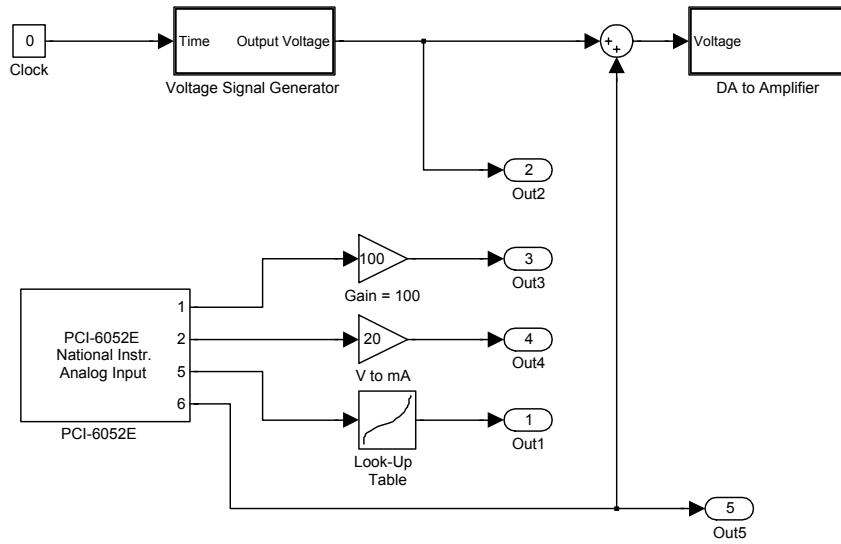 0
Clock
Time
Output Voltage
Voltage Signal Generator
+
+
Voltage
DA to Amplifier
2
Out2
100
Gain = 100
3
Out3
PCI-6052E
National Instr.
Analog Input
1
2
5
6
PCI-6052E
20
V to mA
4
Out4
Look-Up
Table
1
Out1
5
Out5